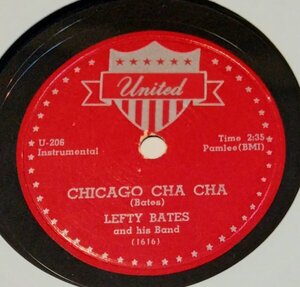 United
U-206
Instrumental
Time 2:35
Pamlee(BMI)
CHICAGO CHA CHA
(Bates)
LEFTY BATES
and his Band
(1616)